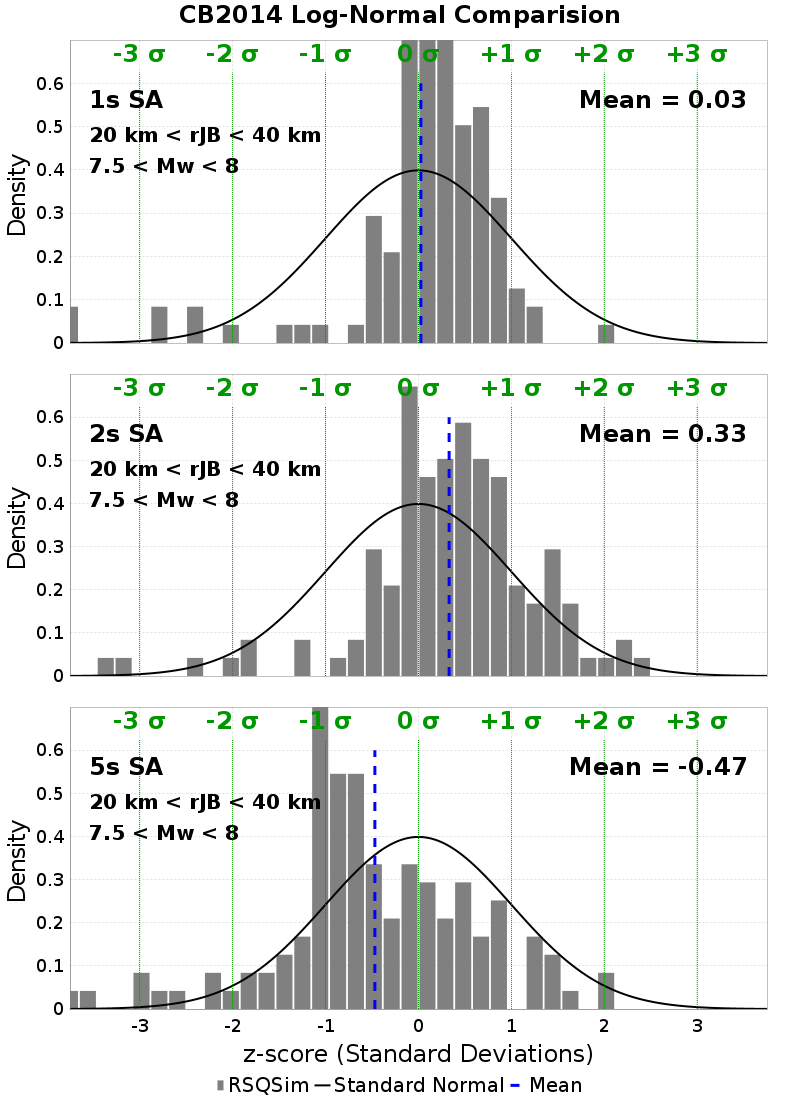 CB2014 Log-Normal Comparision
-3 σ -2 σ -1 σ 0 σ +1 σ +2 σ +3 σ
1s SA
Mean = 0.03
20 km < rJB < 40 km
7.5 < Mw < 8
Density
0.6
0.5
0.4
0.3
0.2
0.1
0
-3 σ -2 σ -1 σ 0 σ +1 σ +2 σ +3 σ
2s SA
Mean = 0.33
20 km < rJB < 40 km
7.5 < Mw < 8
Density
0.6
0.5
0.4
0.3
0.2
0.1
0
-3 σ -2 σ -1 σ 0 σ +1 σ +2 σ +3 σ
5s SA
Mean = -0.47
20 km < rJB < 40 km
7.5 < Mw < 8
Density
0.6
0.5
0.4
0.3
0.2
0.1
0
-3 -2 -1 0 1 2 3
z-score (Standard Deviations)
RSQSim Standard Normal Mean